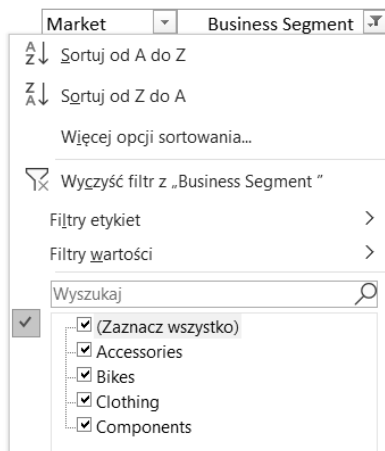 Market Business Segment
Sortuj od A do Z
Sortuj od Z do A
Więcej opcji sortowania...
Wyczyść filtr z „Business Segment ”
Filtry etykiet
Filtry wartości
Wyszukaj
(Zaznacz wszystko)
Accessories
Bikes
Clothing
Components